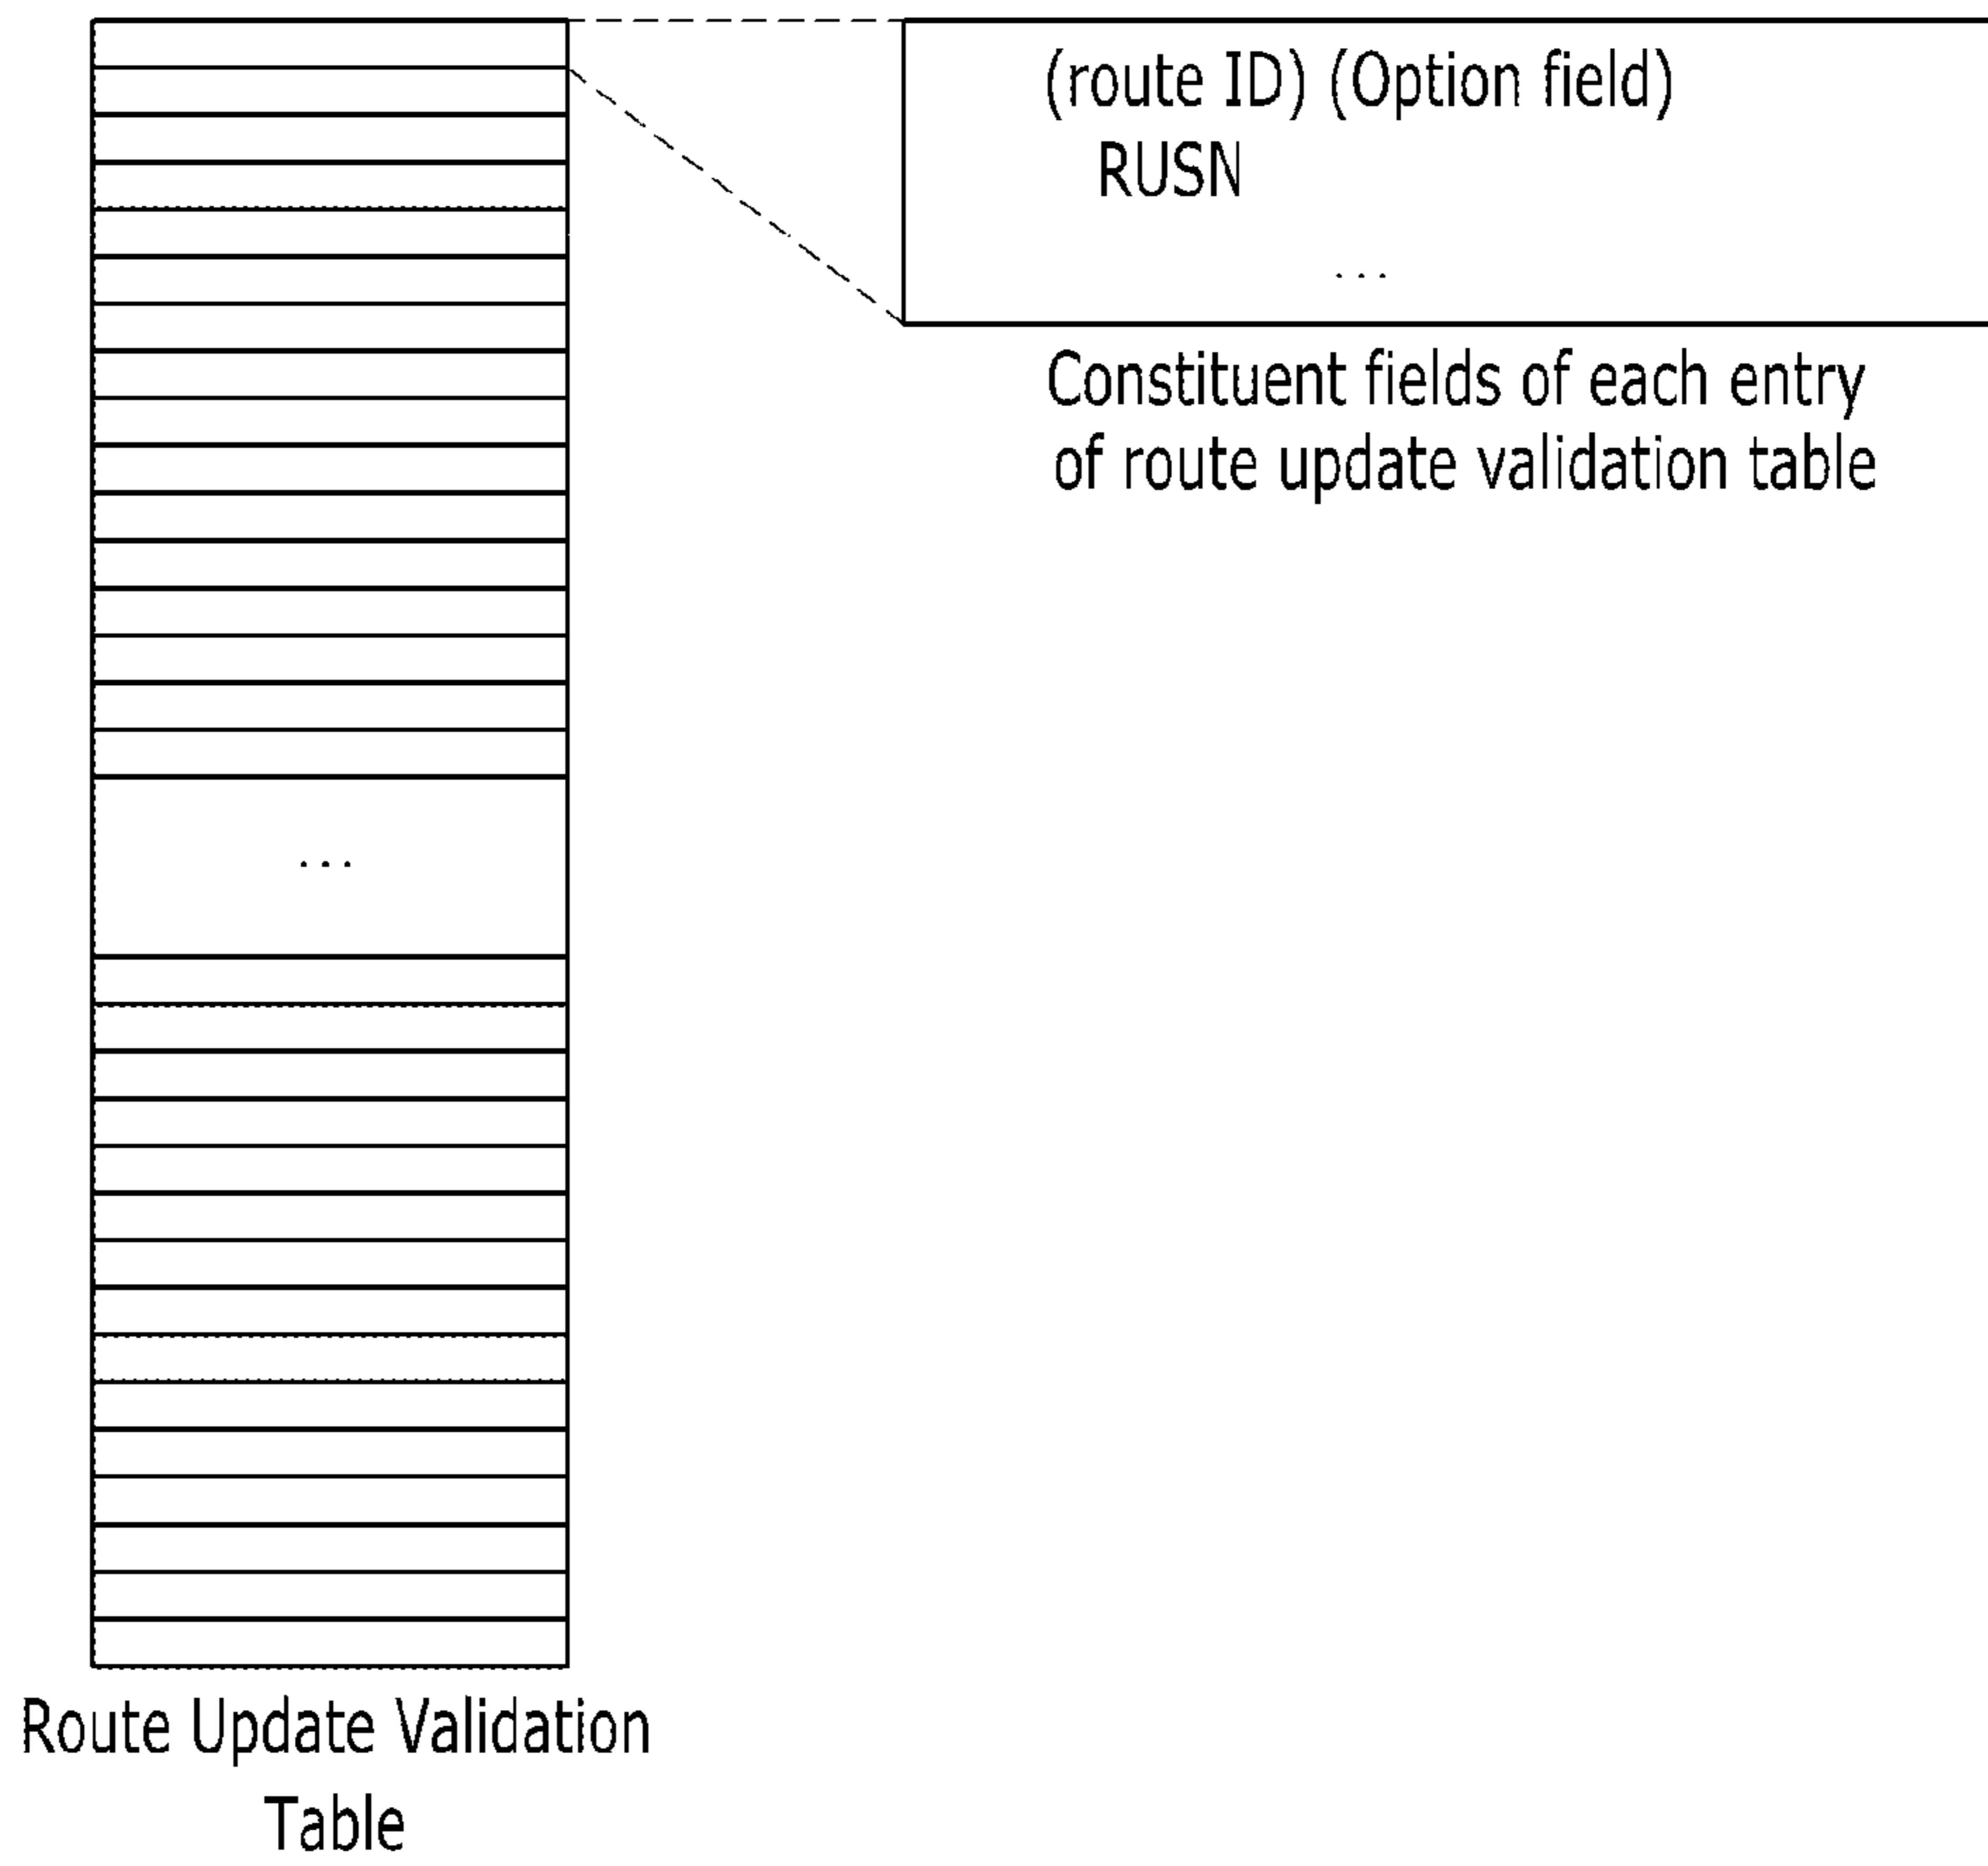 (route ID) (Option field)
RUSN
...
Constituent fields of each entry
of route update validation table
...
Route Update Validation
Table